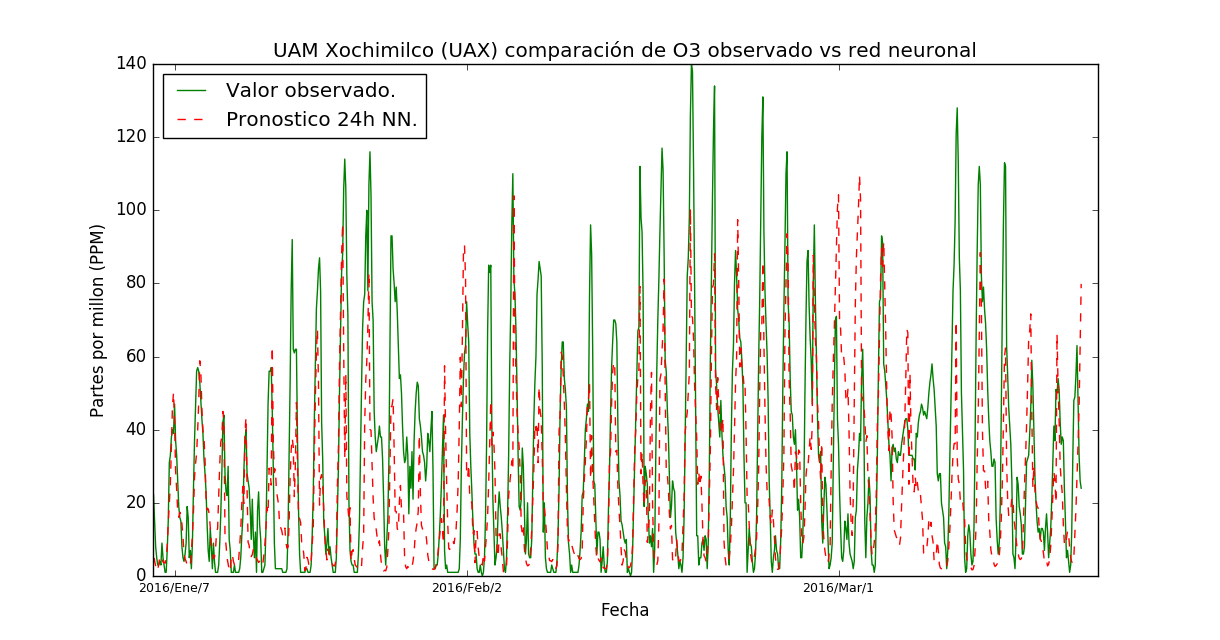 UAM Xochimilco (UAX) comparación de O3 observado vs red neuronal
Valor observado.
Pronostico 24h NN.
Partes por millon (PPM)
140
120
100
80
60
40
20
0
2016/Ene/7
2016/Feb/2
2016/Mar/1
Fecha